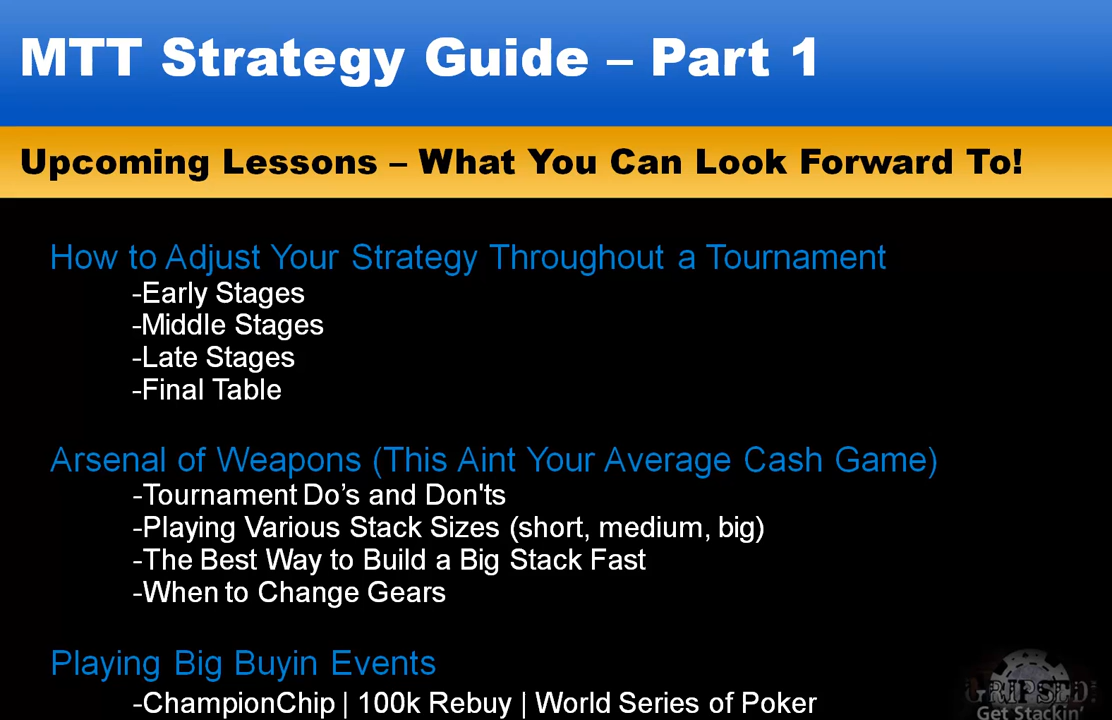 MTT Strategy Guide – Part 1
Upcoming Lessons – What You Can Look Forward To!
How to Adjust Your Strategy Throughout a Tournament
-Early Stages
-Middle Stages
-Late Stages
-Final Table
Arsenal of Weapons (This Aint Your Average Cash Game)
-Tournament Do’s and Don'ts
-Playing Various Stack Sizes (short, medium, big)
-The Best Way to Build a Big Stack Fast
-When to Change Gears
Playing Big Buyin Events
-ChampionChip | 100k Rebuy | World Series of Poker
GRIPSED
Get Stackin’